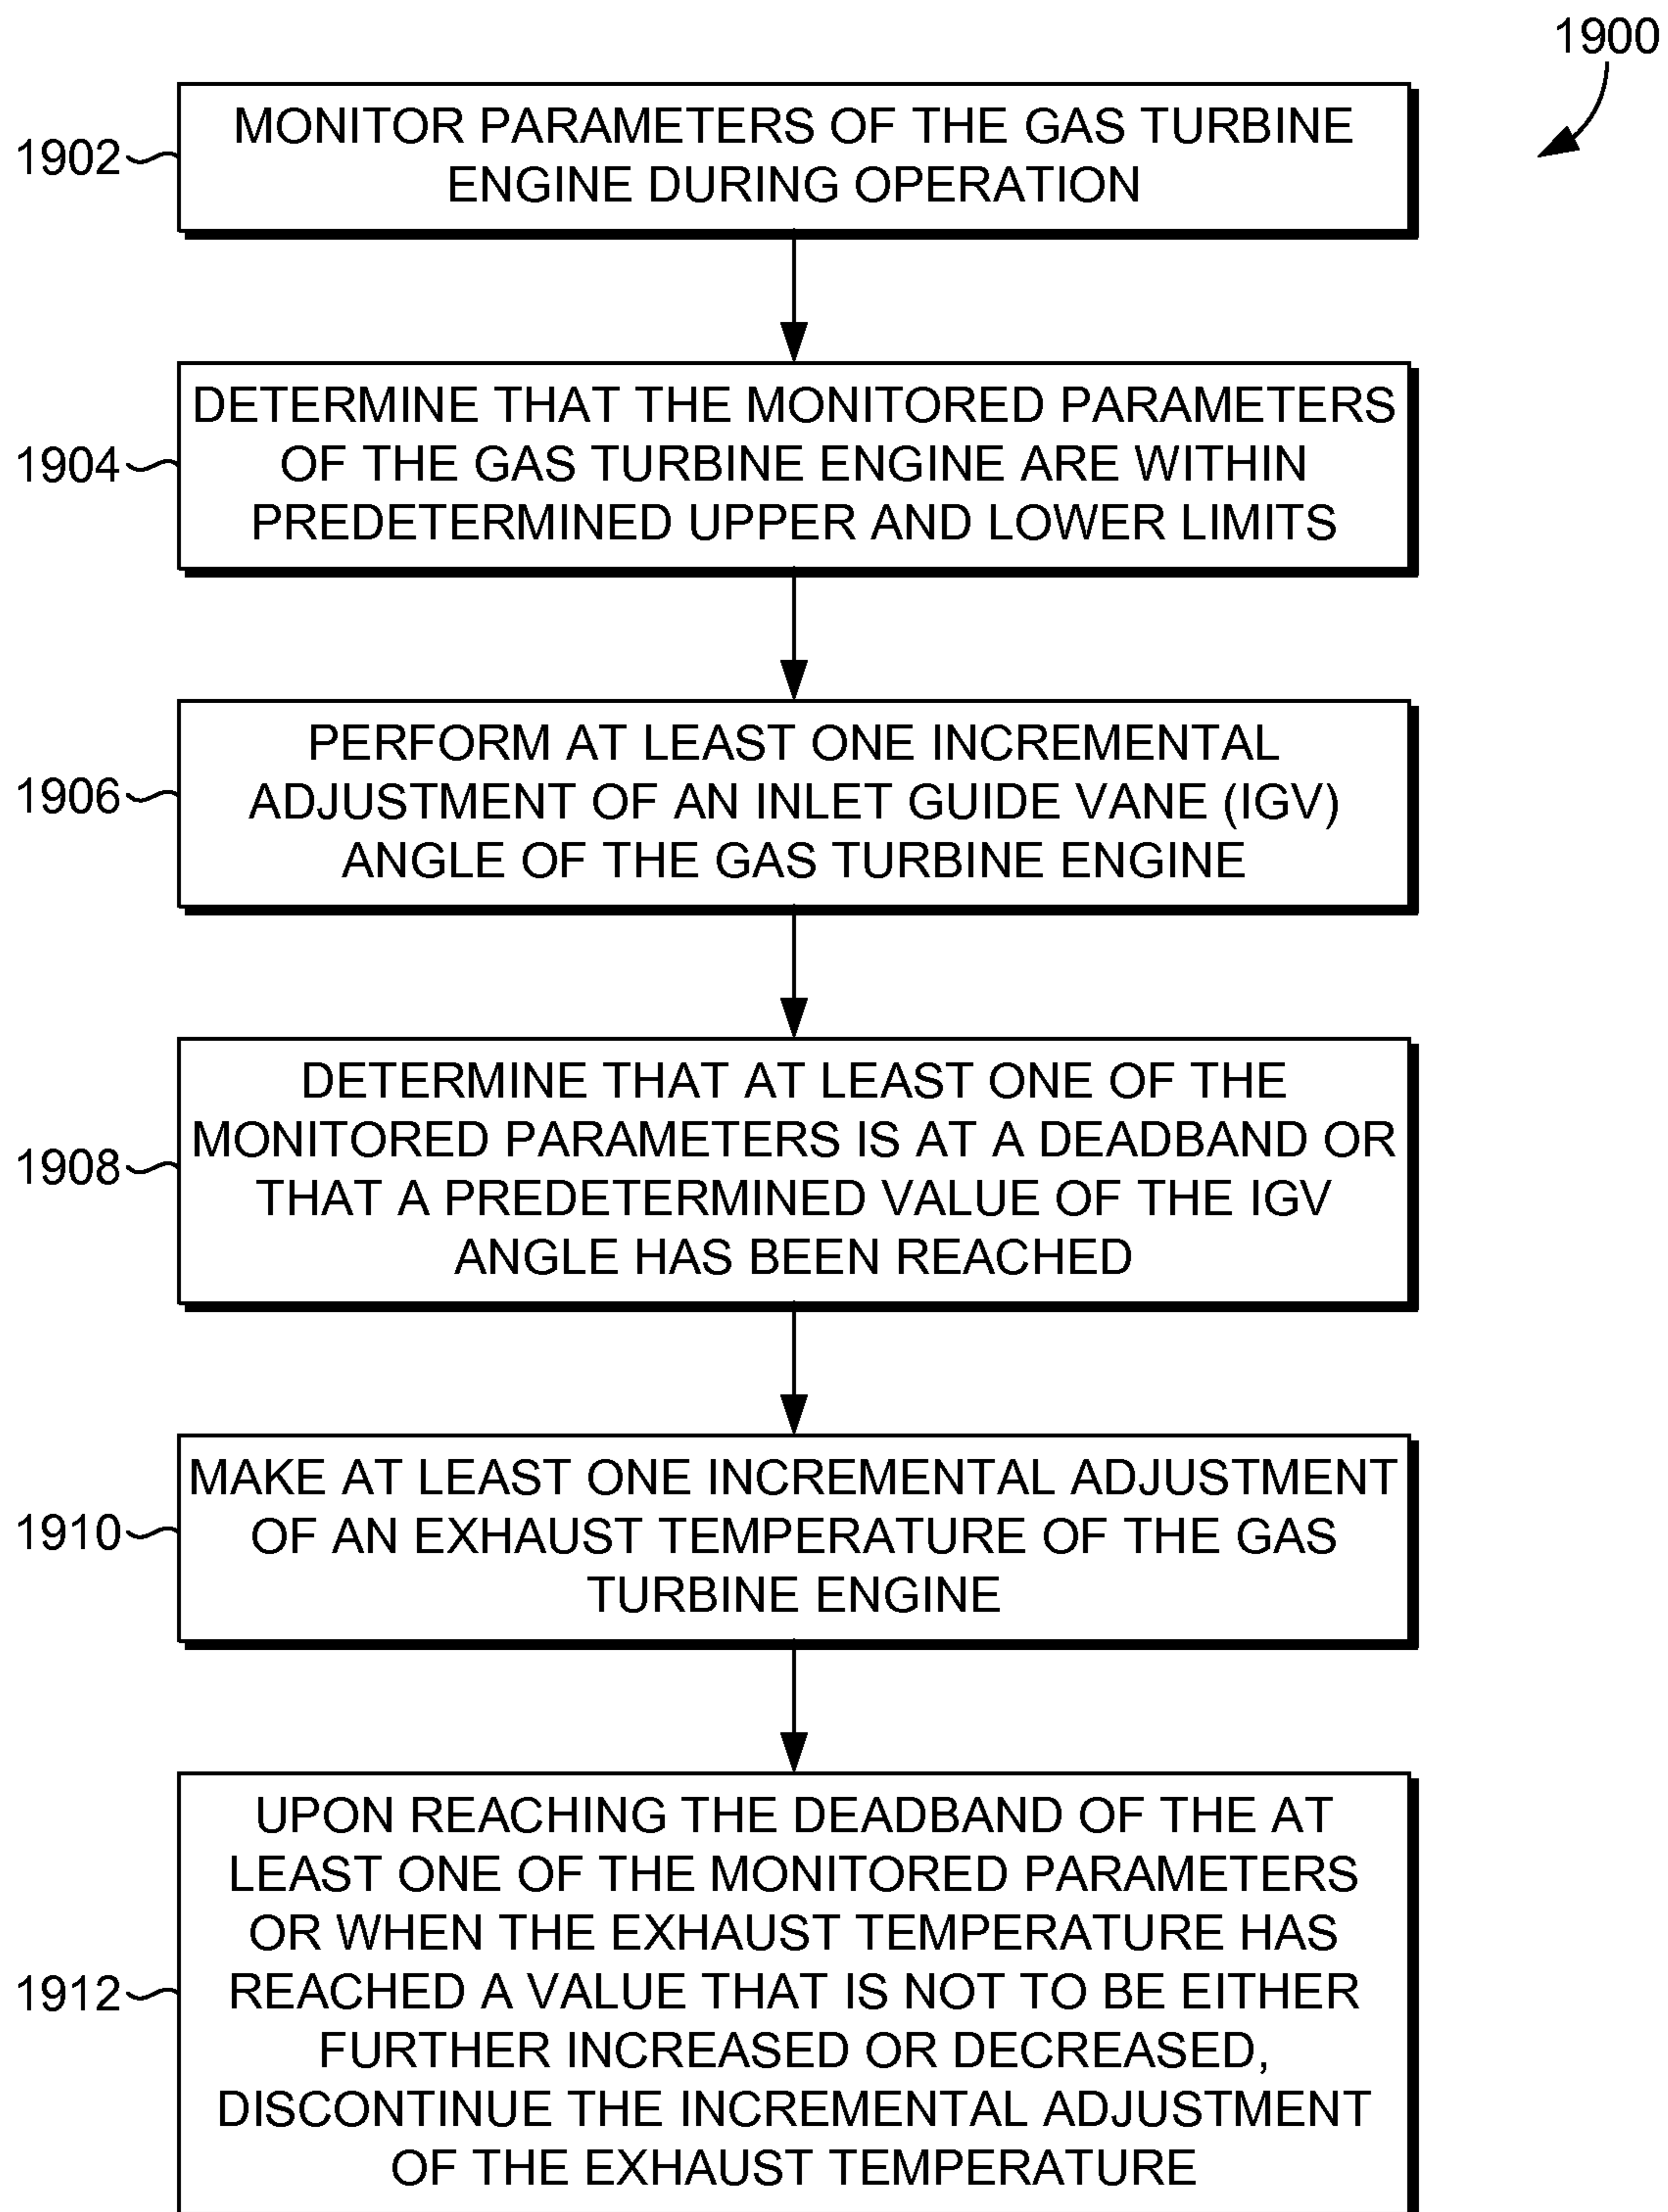 1900
1902
MONITOR PARAMETERS OF THE GAS TURBINE
ENGINE DURING OPERATION
1904
DETERMINE THAT THE MONITORED PARAMETERS
OF THE GAS TURBINE ENGINE ARE WITHIN
PREDETERMINED UPPER AND LOWER LIMITS
1906
PERFORM AT LEAST ONE INCREMENTAL
ADJUSTMENT OF AN INLET GUIDE VANE (IGV)
ANGLE OF THE GAS TURBINE ENGINE
1908
DETERMINE THAT AT LEAST ONE OF THE
MONITORED PARAMETERS IS AT A DEADBAND OR
THAT A PREDETERMINED VALUE OF THE IGV
ANGLE HAS BEEN REACHED
1910
MAKE AT LEAST ONE INCREMENTAL ADJUSTMENT
OF AN EXHAUST TEMPERATURE OF THE GAS
TURBINE ENGINE
1912
UPON REACHING THE DEADBAND OF THE AT
LEAST ONE OF THE MONITORED PARAMETERS
OR WHEN THE EXHAUST TEMPERATURE HAS
REACHED A VALUE THAT IS NOT TO BE EITHER
FURTHER INCREASED OR DECREASED,
DISCONTINUE THE INCREMENTAL ADJUSTMENT
OF THE EXHAUST TEMPERATURE